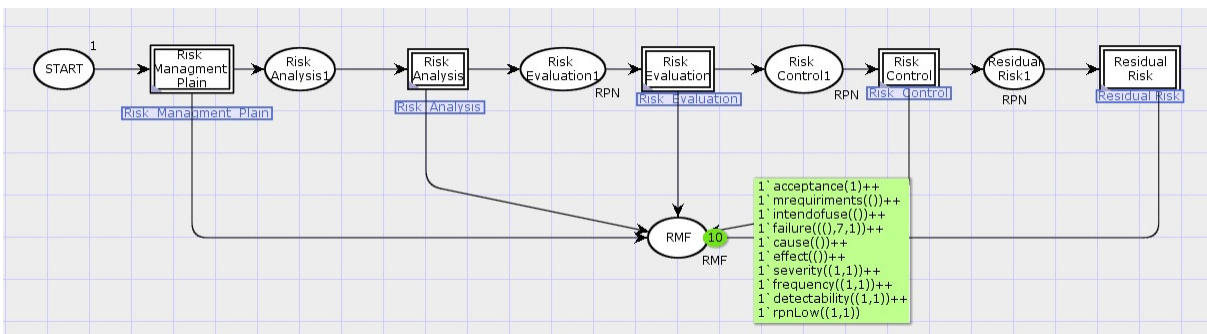 1
START
Risk
Managment
Plain
Risk
Analysis1
Risk
Analysis
Risk
Evaluation1
Risk
Evaluation
Risk
Control1
Risk
Control
Residual
Risk1
Residual
Risk
Risk_Managment_Plain
Risk_Analysis
RPN
Risk_Evaluation
RPN
Risk_Control
RPN
Residual Risk
RMF
10
RMF
1`acceptance(1)++
1`mrequiriments(())++
1`intendofuse(())++
1`failure(((),7,1))++
1`cause(())++
1`effect(())++
1`severity((1,1))++
1`frequency((1,1))++
1`detectability((1,1))++
1`rpnLow((1,1))